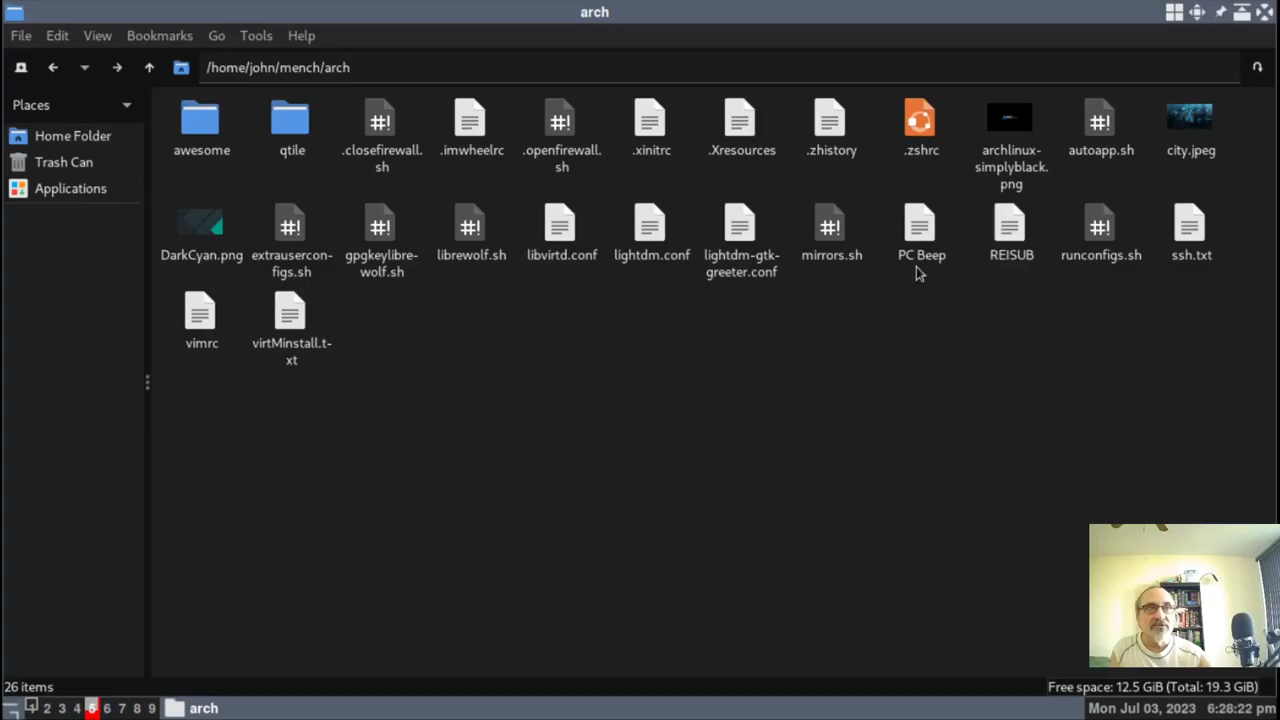 arch
File Edit View Bookmarks Go Tools Help
/home/john/mench/arch
Places
Home Folder
Trash Can
Applications
awesome
qtile
.closefirewall.
sh
.imwheelrc
.openfirewall.
sh
.xinitrc
.Xresources
.zhistory
.zshrc
archlinux-
simplyblack.
png
autoapp.sh
city.jpeg
DarkCyan.png
extrausercon-
figs.sh
gpgkeylibre-
wolf.sh
librewolf.sh
libvirtd.conf
lightdm.conf
lightdm-gtk-
greeter.conf
mirrors.sh
PC Beep
REISUB
runconfigs.sh
ssh.txt
vimrc
virtMinstall.t-
xt
26 items
Free space: 12.5 GiB (Total: 19.3 GiB)
1 2 3 4 5 6 7 8 9 arch
Mon Jul 03, 2023 6:28:22 pm